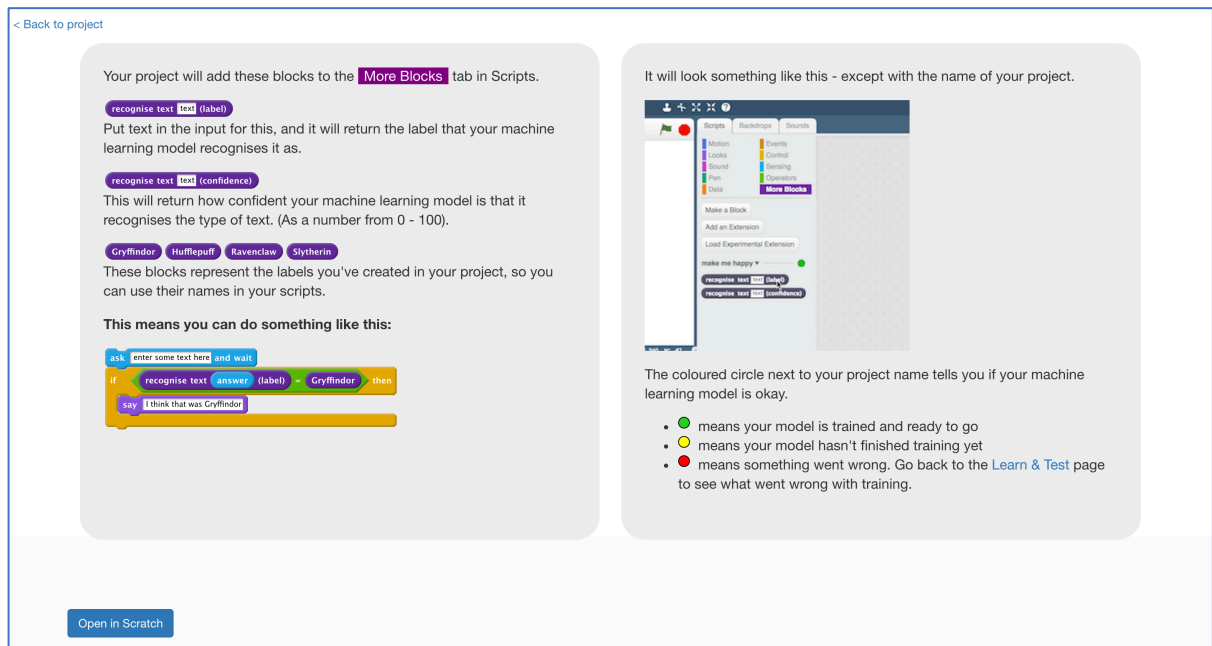 < Back to project
Your project will add these blocks to the More Blocks tab in Scripts.
recognise text text (label)
Put text in the input for this, and it will return the label that your machine
learning model recognises it as.
recognise text text (confidence)
This will return how confident your machine learning model is that it
recognises the type of text. (As a number from 0 - 100).
Gryffindor Hufflepuff Ravenclaw Slytherin
These blocks represent the labels you've created in your project, so you
can use their names in your scripts.
This means you can do something like this:
ask enter some text here and wait
if recognise text answer (label) = Gryffindor then
say I think that was Gryffindor
It will look something like this - except with the name of your project.
Scripts Backdrops Sounds
Motion Events
Looks Control
Sound Sensing
Pen Operators
Data More Blocks
Make a Block
Add an Extension
Load Experimental Extension
make me happy
recognise text text (label)
recognise text text (confidence)
The coloured circle next to your project name tells you if your machine
learning model is okay.
means your model is trained and ready to go
means your model hasn't finished training yet
means something went wrong. Go back to the Learn & Test page
to see what went wrong with training.
Open in Scratch